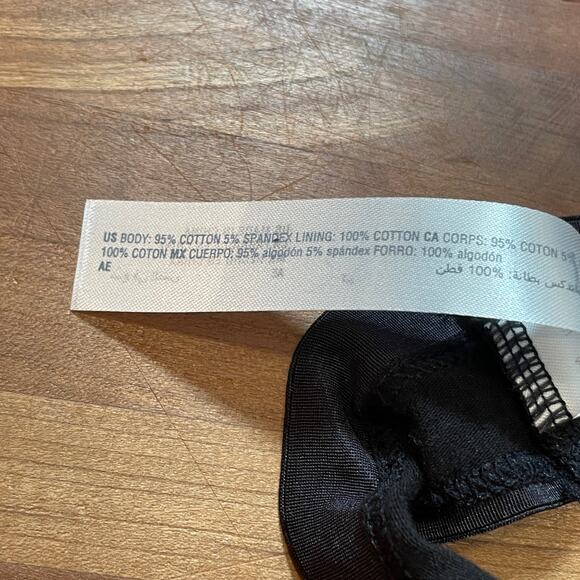 US BODY: 95% COTTON 5% SPANDEX LINING: 100% COTTON CA CORPS: 95% COTON 5%
100% COTON MX CUERPO: 95% algodón 5% spándex FORRO: 100% algodón
AE بطانة: 100% قطن